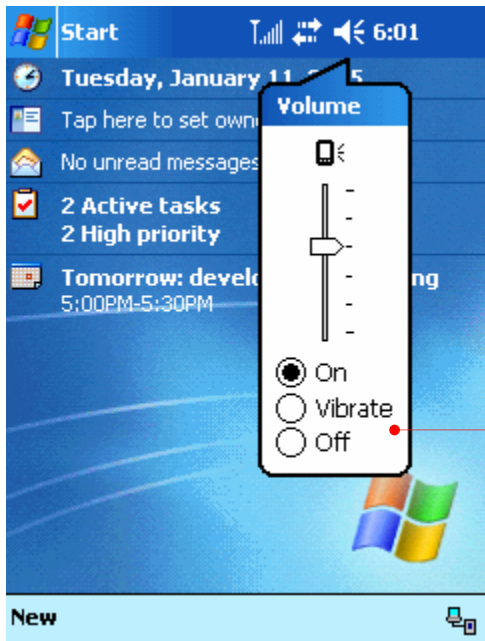 Start 6:01
Tuesday, January 11,
Volume
Tap here to set own
No unread messages
2 Active tasks
2 High priority
Tomorrow: develo ng
5:00PM-5:30PM
On
Vibrate
Off
New